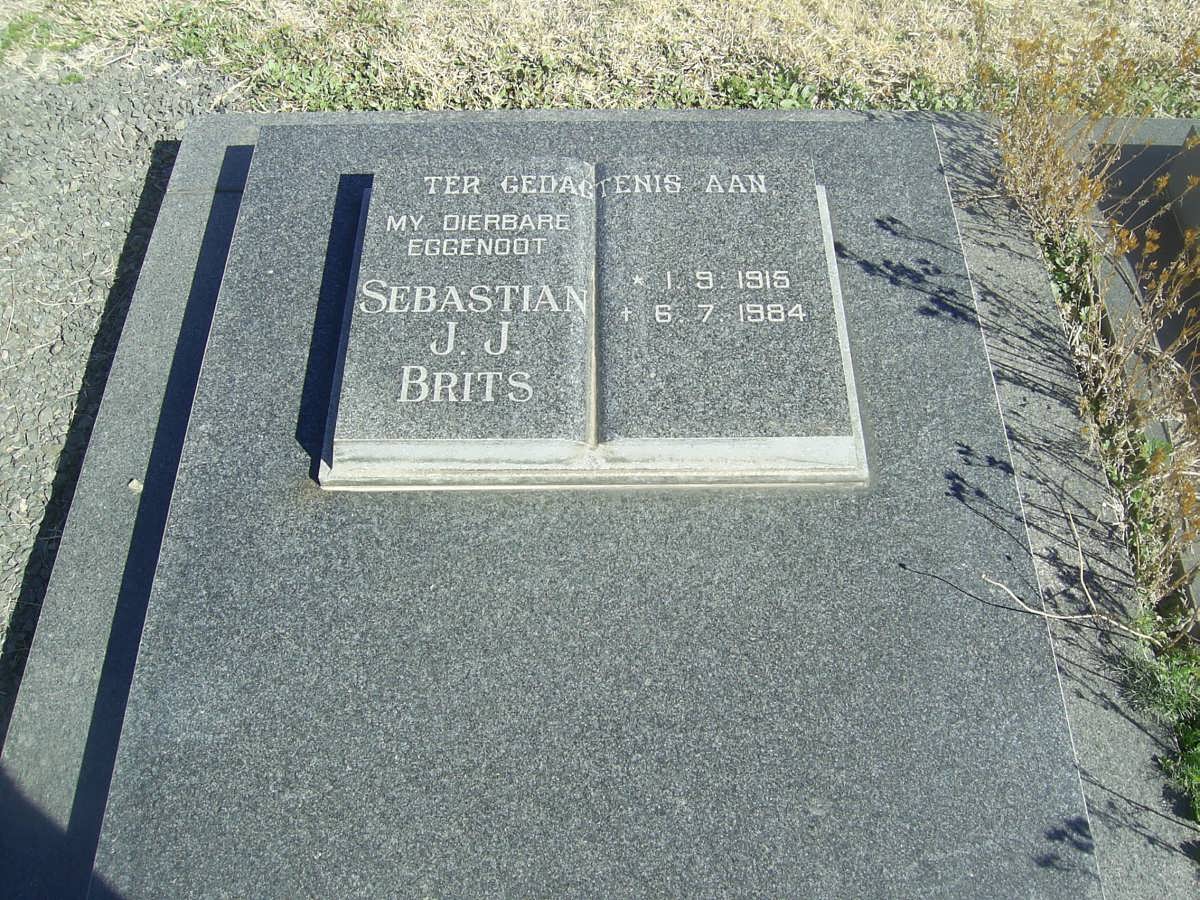 TER GEDAGTENIS AAN.
MY DIERBARE
EGGENOOT
SEBASTIAN
J. J.
BRITS
* 1. 9. 1915
† 6. 7. 1984